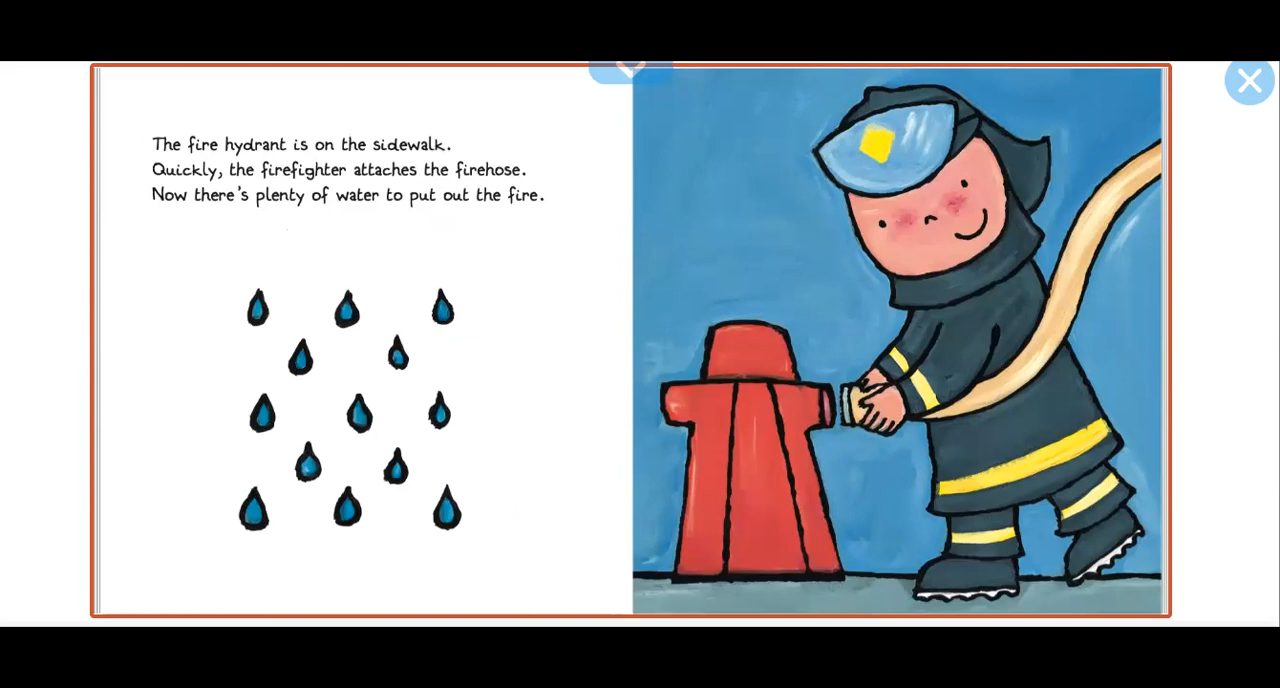 The fire hydrant is on the sidewalk.
Quickly, the firefighter attaches the firehose.
Now there's plenty of water to put out the fire.